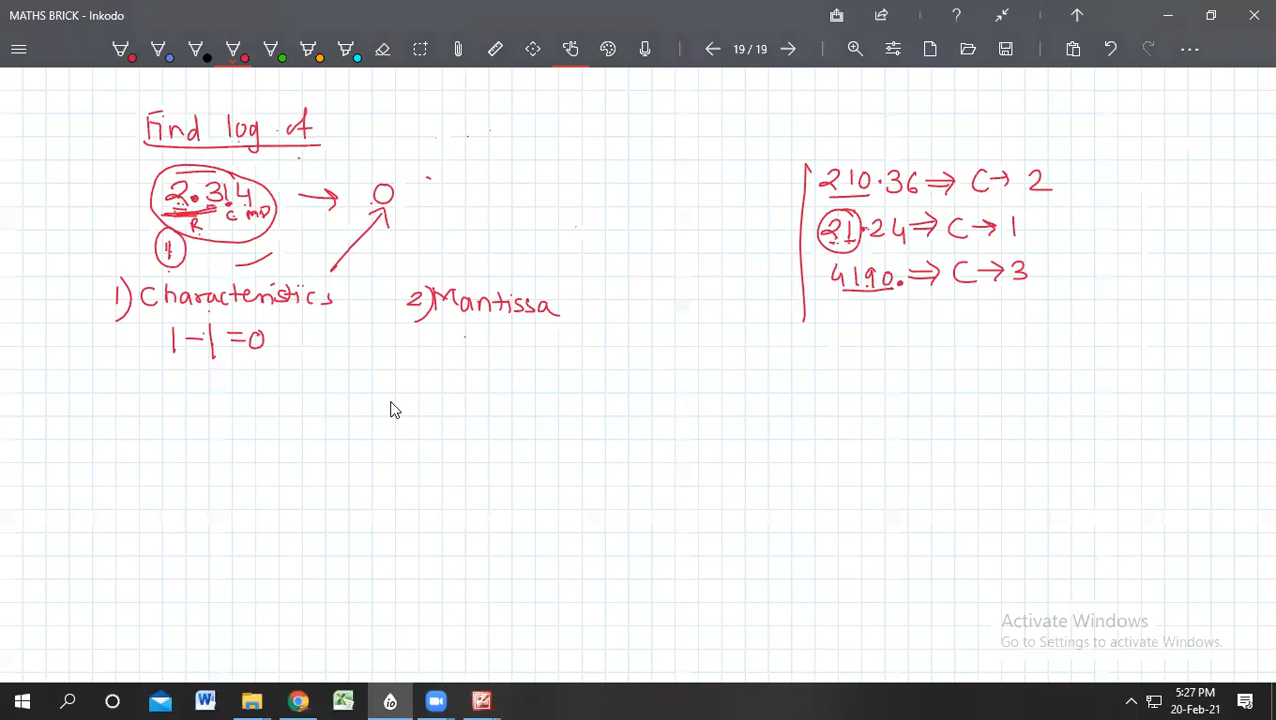 MATHS BRICK - Inkodo
19 / 19
Find log of
2.314 → 0
R C MD
1
1) Characteristics 2) Mantissa
1-1=0
210.36 ⇒ C → 2
21.24 ⇒ C → 1
4190. ⇒ C → 3
Activate Windows
Go to Settings to activate Windows.
5:27 PM
20-Feb-21